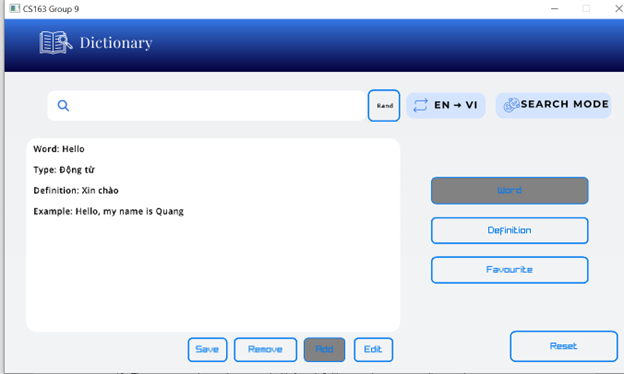 CS163 Group 9
Dictionary
Rand
EN → VI
SEARCH MODE
Word: Hello
Type: Động từ
Definition: Xin chào
Example: Hello, my name is Quang
Word
Definition
Favourite
Save
Remove
Add
Edit
Reset